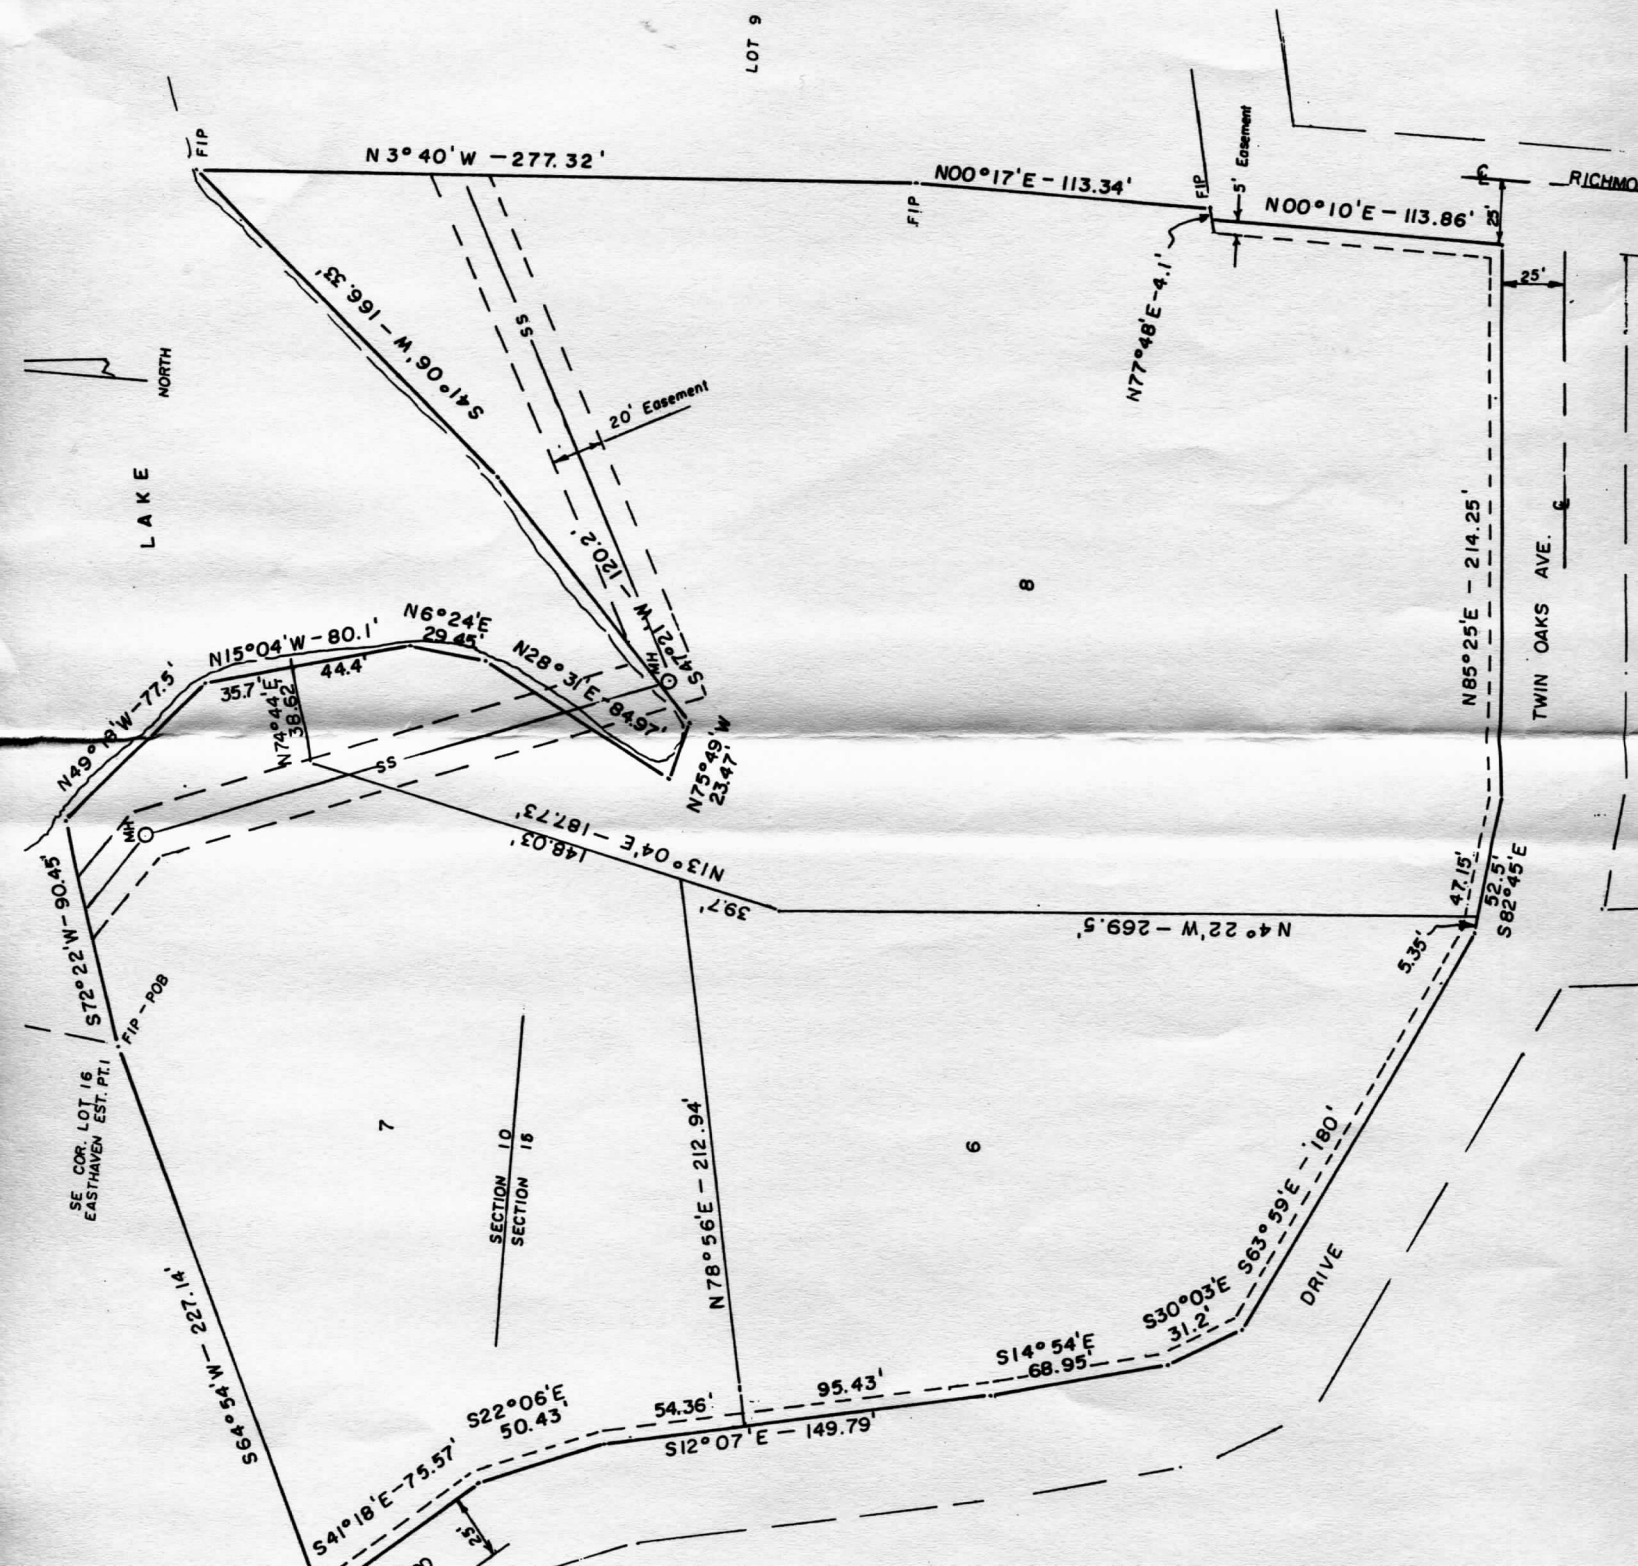 LOT 9
FIP
N 3° 40' W - 277.32'
N00°17'E - 113.34'
FIP
FIP
5' Easement
N00°10'E - 113.86'
25'
RICHMO
25'
N77°48'E - 4.1'
S41°06'W - 166.33'
SS
20' Easement
NORTH
LAKE
S47°21'W - 120.2'
MH
8
N85°25'E - 214.25'
TWIN OAKS AVE.
N6°24'E
29.45'
N15°04'W - 80.1'
35.7'
44.4'
N28°31'E - 84.97'
N74°44'E
38.62
N49°18'W - 77.5'
SS
MH
N75°49'W
23.47'
N13°04'E - 187.73'
148.03'
39.7'
N4°22'W - 269.5'
47.15'
52.5'
S82°45'E
5.35'
S72°22'W - 90.45'
FIP - POB
SE COR. LOT 16
EASTHAVEN EST. PT. 1
7
SECTION 10
SECTION 15
N78°56'E - 212.94'
6
S63°59'E - 180'
DRIVE
S30°03'E
31.2'
S14°54'E
68.95'
95.43'
54.36'
S12°07'E - 149.79'
S22°06'E
50.43'
S64°54'W - 227.14'
S41°18'E - 75.57'
25'